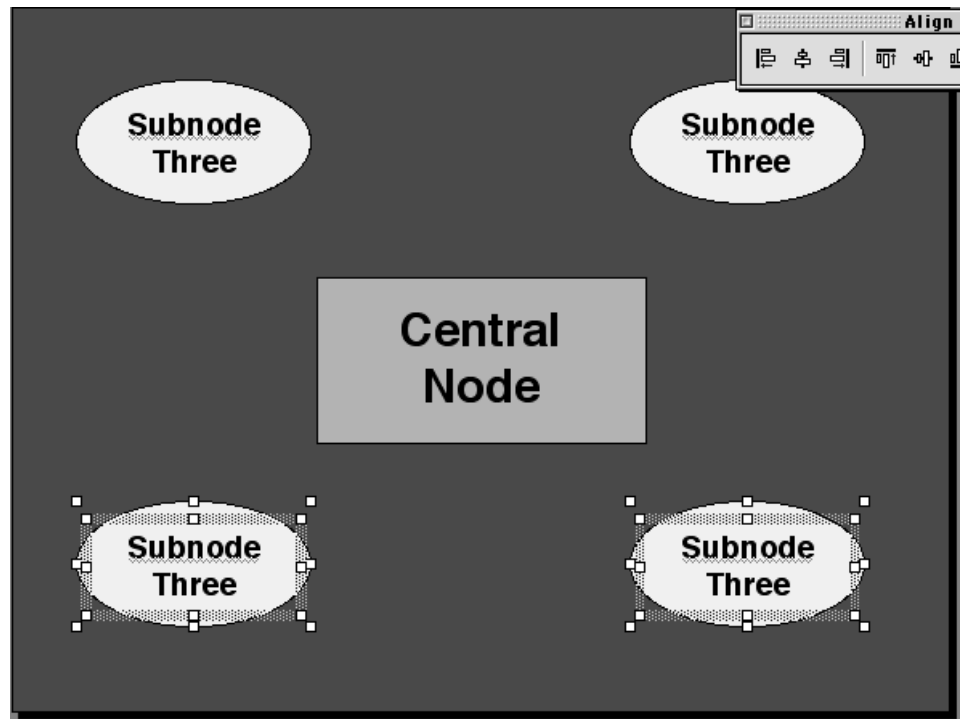 Align
Subnode
Three
Subnode
Three
Central
Node
Subnode
Three
Subnode
Three